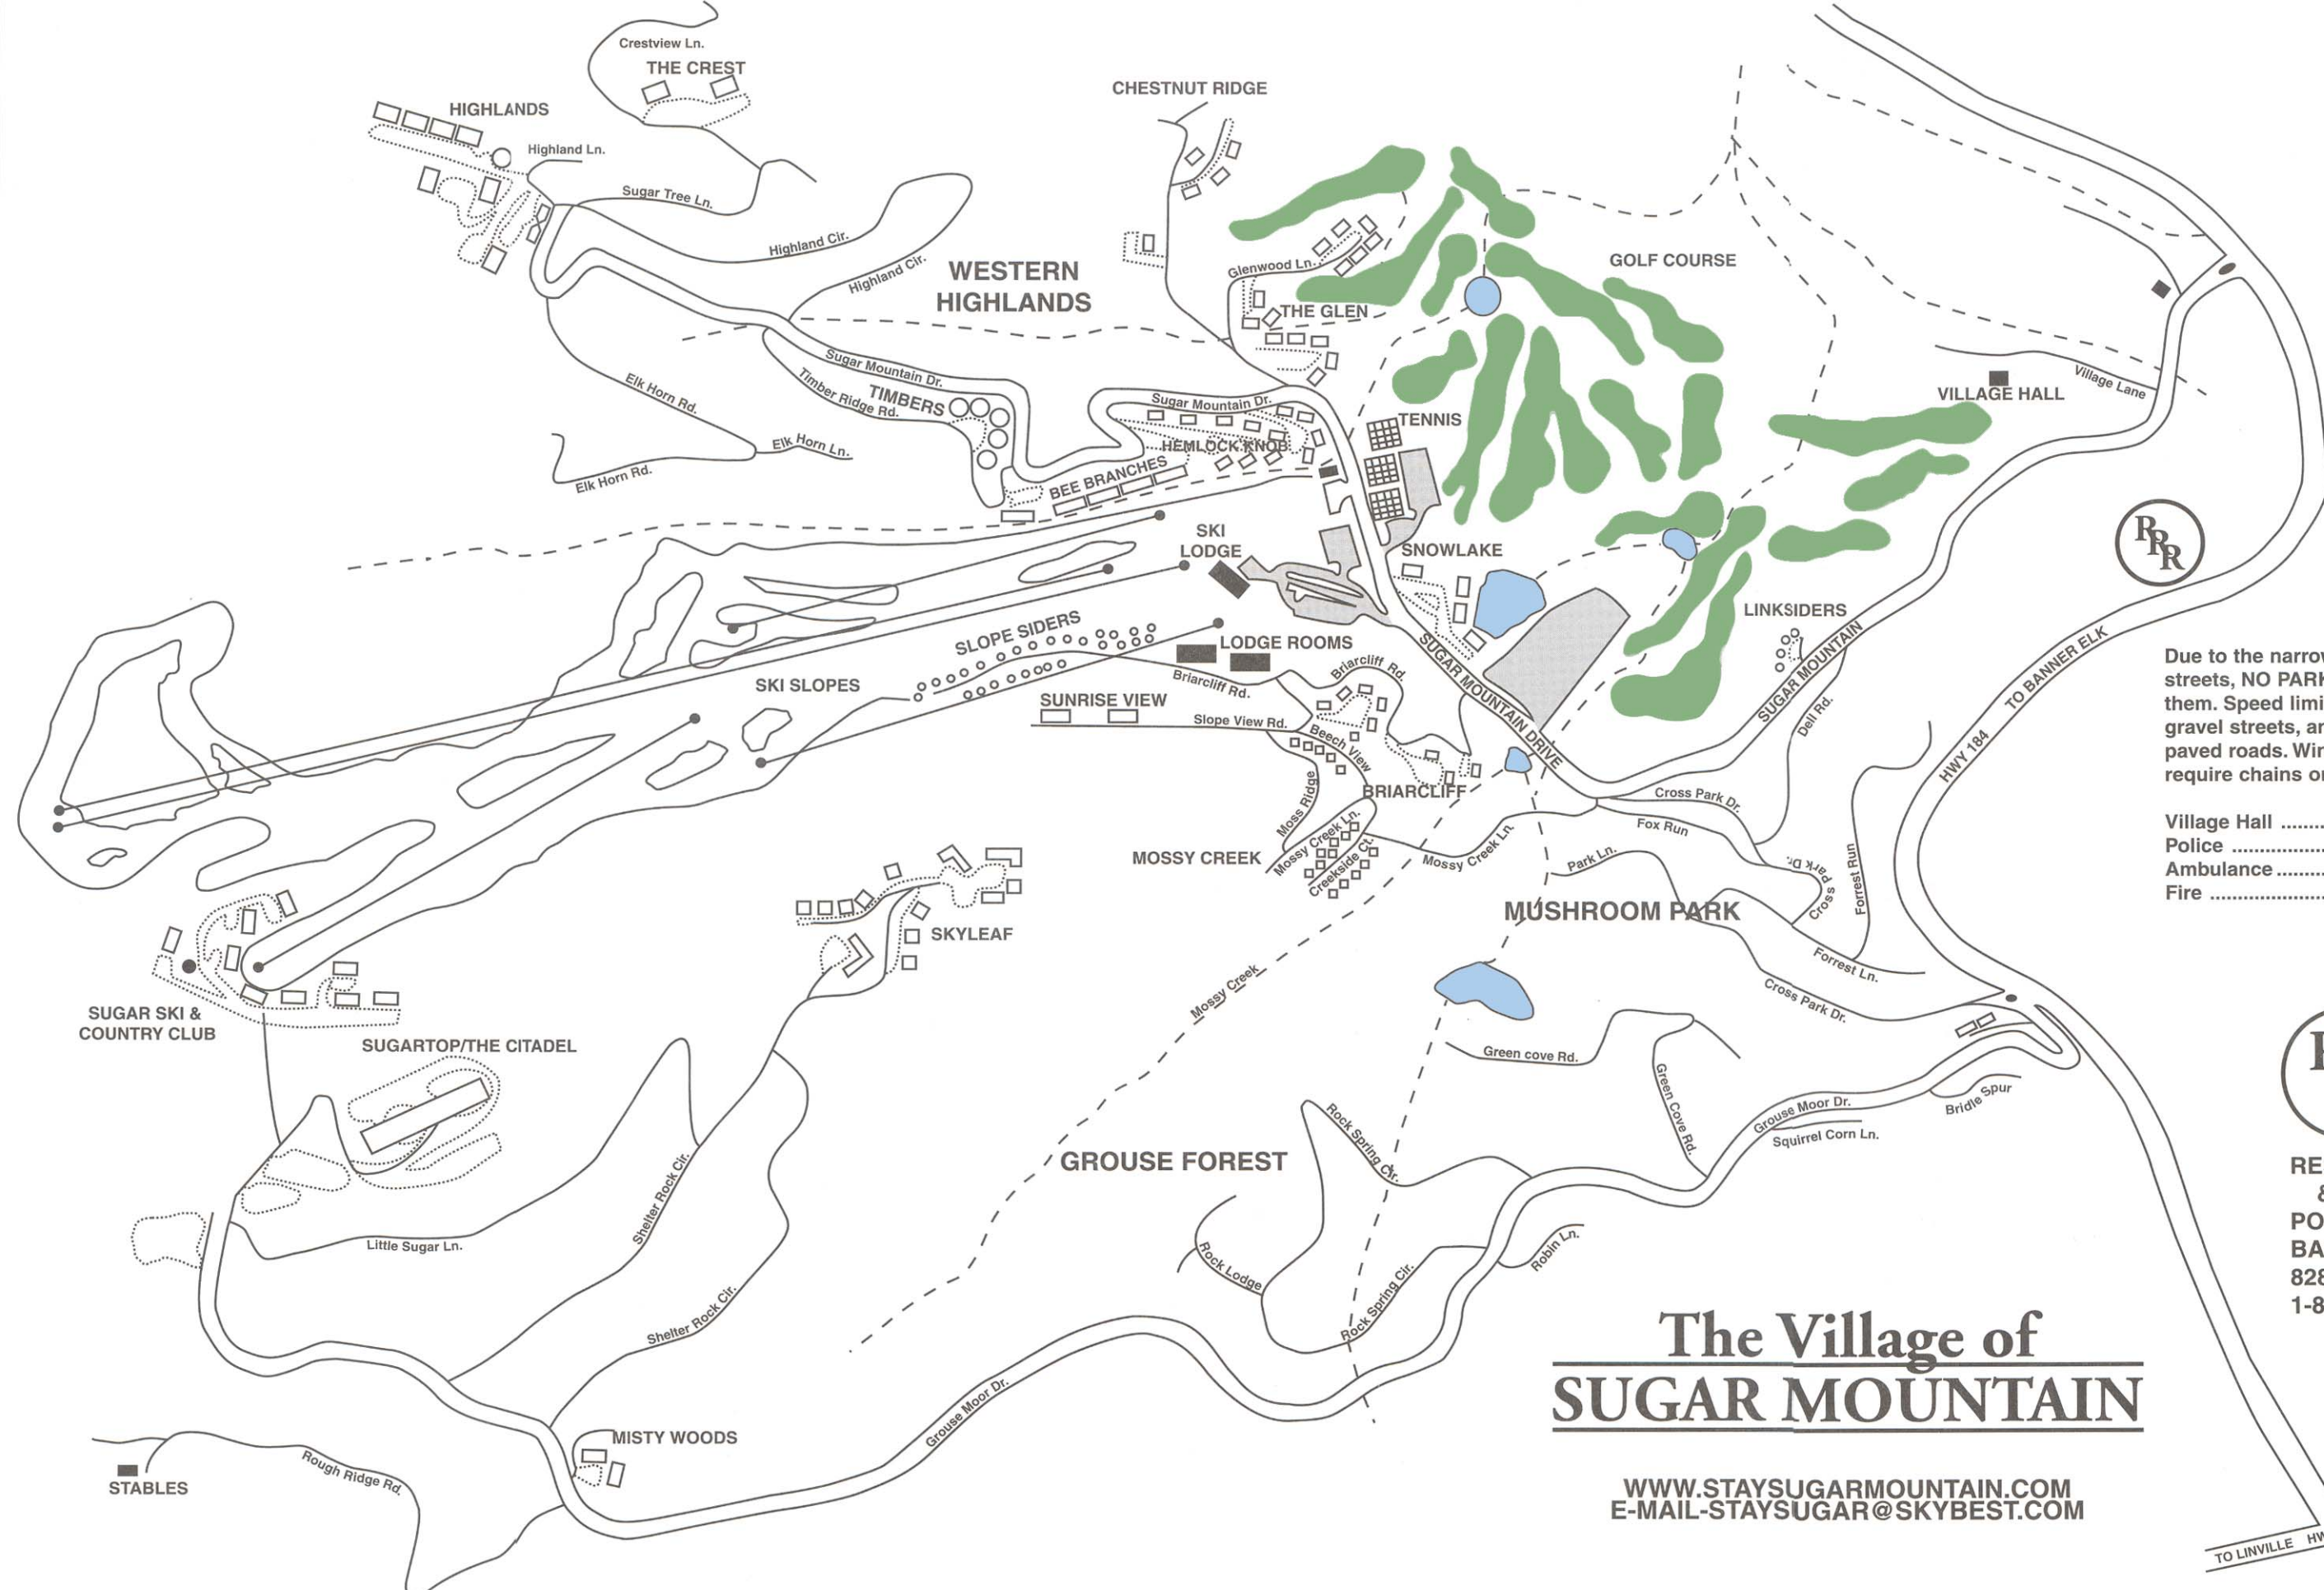 Crestview Ln.
THE CREST
HIGHLANDS
Highland Ln.
Sugar Tree Ln.
Highland Cir.
Highland Cir.
WESTERN
HIGHLANDS
CHESTNUT RIDGE
Glenwood Ln.
THE GLEN
GOLF COURSE
VILLAGE HALL
Village Lane
Sugar Mountain Dr.
Timber Ridge Rd.
TIMBERS
Elk Horn Rd.
Elk Horn Ln.
Elk Horn Rd.
Sugar Mountain Dr.
HEMLOCK KNOB
BEE BRANCHES
TENNIS
SKI
LODGE
SNOWLAKE
RRR
LINKSIDERS
SLOPE SIDERS
LODGE ROOMS
SKI SLOPES
Briarcliff Rd.
Briarcliff Rd.
SUNRISE VIEW
Slope View Rd.
Beech View
SUGAR MOUNTAIN DRIVE
SUGAR MOUNTAIN
Dell Rd.
HWY 184
TO BANNER ELK
Due to the narrow
streets, NO PARK
them. Speed limi
gravel streets, a
paved roads. Wi
require chains o
Village Hall ........
Police ................
Ambulance .......
Fire ....................
BRIARCLIFF
Moss Ridge
Mossy Creek Ln.
Creekside Ct.
MOSSY CREEK
Mossy Creek Ln.
Cross Park Dr.
Fox Run
Park Ln.
Cross Park Dr.
Forrest Run
MUSHROOM PARK
Forrest Ln.
Cross Park Dr.
SKYLEAF
Mossy Creek
SUGAR SKI &
COUNTRY CLUB
SUGARTOP/THE CITADEL
Green cove Rd.
Green Cove Rd.
Grouse Moor Dr.
Squirrel Corn Ln.
Bridle Spur
Rock Spring Cir.
GROUSE FOREST
Rock Lodge
Rock Spring Cir.
Robin Ln.
Little Sugar Ln.
Shelter Rock Cir.
Shelter Rock Cir.
Grouse Moor Dr.
MISTY WOODS
STABLES
Rough Ridge Rd.
RE
8
PO
BA
828
1-8
The Village of
SUGAR MOUNTAIN
WWW.STAYSUGARMOUNTAIN.COM
E-MAIL-STAYSUGAR@SKYBEST.COM
TO LINVILLE HW